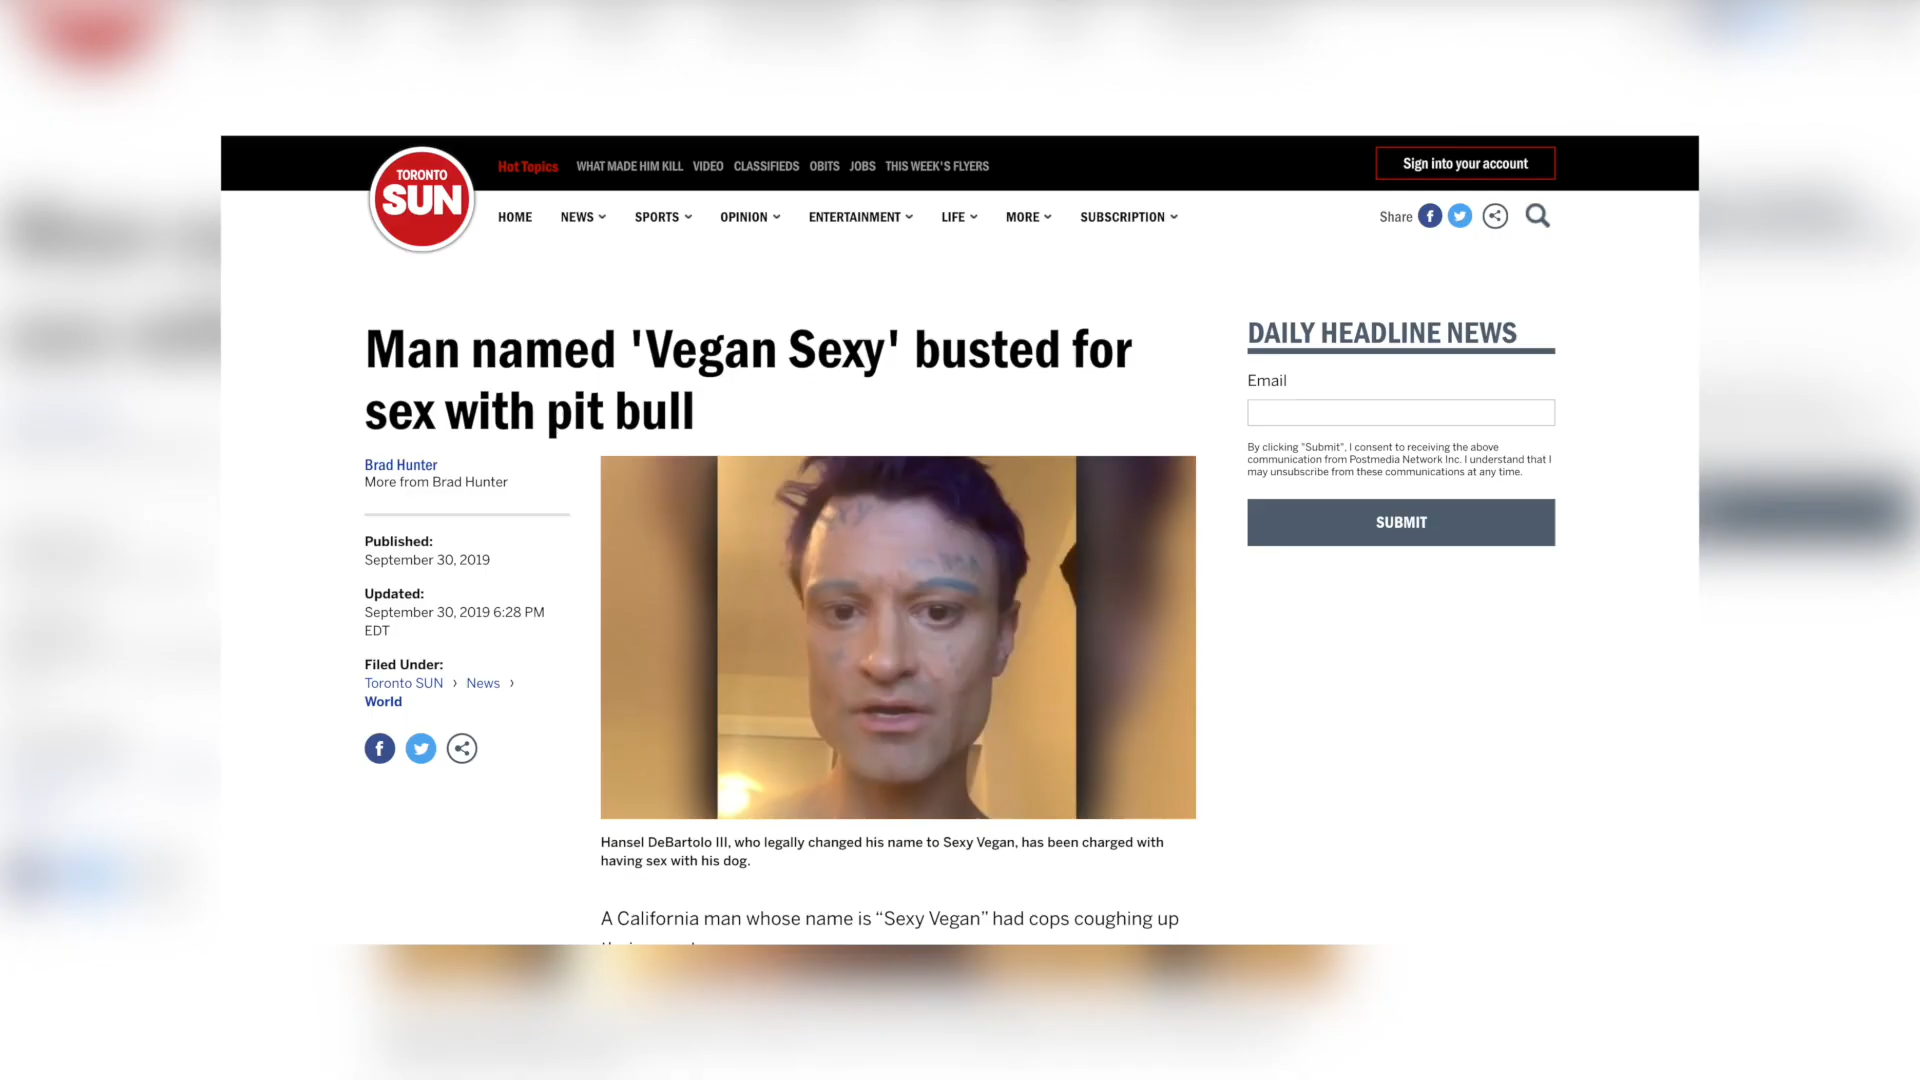 Hot Topics WHAT MADE HIM KILL VIDEO CLASSIFIEDS OBITS JOBS THIS WEEK'S FLYERS
Sign into your account
TORONTO
SUN
HOME NEWS SPORTS OPINION ENTERTAINMENT LIFE MORE SUBSCRIPTION
Share
Man named 'Vegan Sexy' busted for
sex with pit bull
Brad Hunter
More from Brad Hunter
Published:
September 30, 2019
Updated:
September 30, 2019 6:28 PM
EDT
Filed Under:
Toronto SUN › News ›
World
Hansel DeBartolo III, who legally changed his name to Sexy Vegan, has been charged with
having sex with his dog.
A California man whose name is “Sexy Vegan” had cops coughing up
DAILY HEADLINE NEWS
Email
By clicking "Submit", I consent to receiving the above
communication from Postmedia Network Inc. I understand that I
may unsubscribe from these communications at any time.
SUBMIT